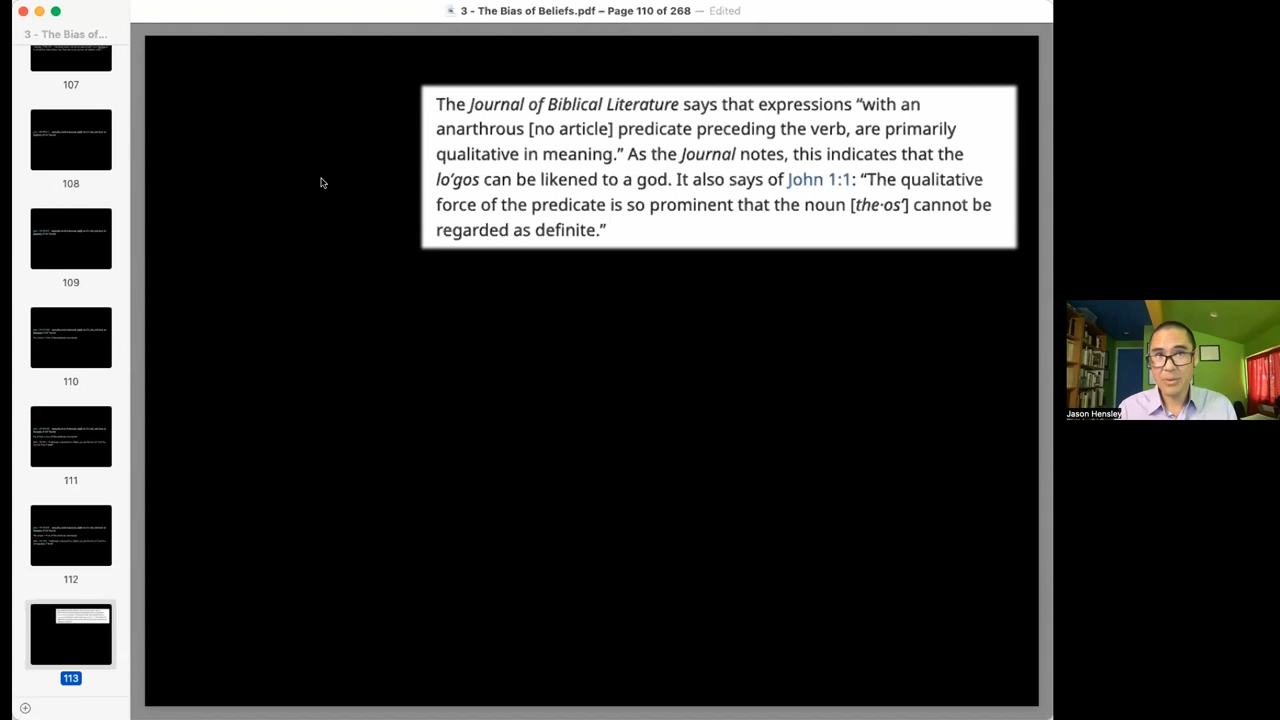 3 - The Bias of Beliefs.pdf – Page 110 of 268 — Edited
3 - The Bias of...
107
108
109
110
111
112
113
The Journal of Biblical Literature says that expressions “with an
anarthrous [no article] predicate preceding the verb, are primarily
qualitative in meaning.” As the Journal notes, this indicates that the
lo′gos can be likened to a god. It also says of John 1:1: “The qualitative
force of the predicate is so prominent that the noun [the·os′] cannot be
regarded as definite.”
Jason Hensley